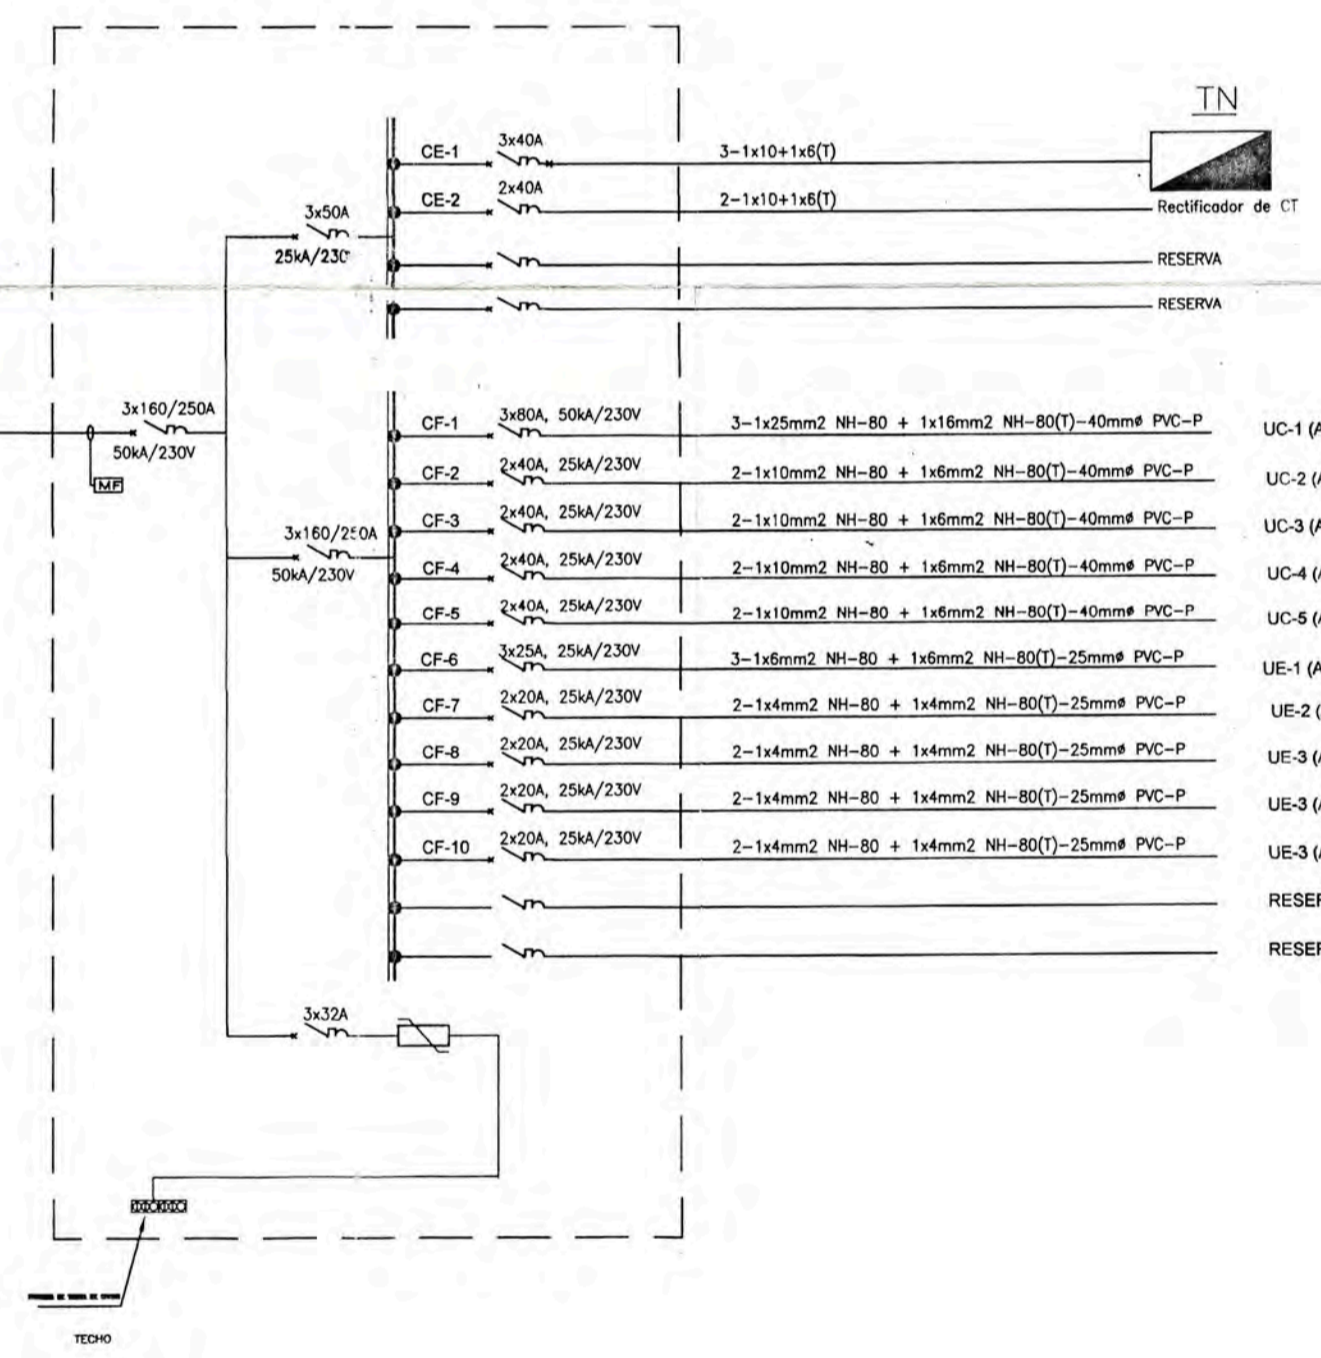 TN
CE-1 3x40A 3-1x10+1x6(T)
CE-2 2x40A 2-1x10+1x6(T)
Rectificador de CT
3x50A
25kA/230
RESERVA
RESERVA
3x160/250A
50kA/230V
MF
CF-1 3x80A, 50kA/230V 3-1x25mm2 NH-80 + 1x16mm2 NH-80(T)-40mmø PVC-P UC-1 (A
CF-2 2x40A, 25kA/230V 2-1x10mm2 NH-80 + 1x6mm2 NH-80(T)-40mmø PVC-P UC-2 (A
CF-3 2x40A, 25kA/230V 2-1x10mm2 NH-80 + 1x6mm2 NH-80(T)-40mmø PVC-P UC-3 (A
3x160/250A
50kA/230V
CF-4 2x40A, 25kA/230V 2-1x10mm2 NH-80 + 1x6mm2 NH-80(T)-40mmø PVC-P UC-4 (A
CF-5 2x40A, 25kA/230V 2-1x10mm2 NH-80 + 1x6mm2 NH-80(T)-40mmø PVC-P UC-5 (A
CF-6 3x25A, 25kA/230V 3-1x6mm2 NH-80 + 1x6mm2 NH-80(T)-25mmø PVC-P UE-1 (A
CF-7 2x20A, 25kA/230V 2-1x4mm2 NH-80 + 1x4mm2 NH-80(T)-25mmø PVC-P UE-2 (
CF-8 2x20A, 25kA/230V 2-1x4mm2 NH-80 + 1x4mm2 NH-80(T)-25mmø PVC-P UE-3 (A
CF-9 2x20A, 25kA/230V 2-1x4mm2 NH-80 + 1x4mm2 NH-80(T)-25mmø PVC-P UE-3 (A
CF-10 2x20A, 25kA/230V 2-1x4mm2 NH-80 + 1x4mm2 NH-80(T)-25mmø PVC-P UE-3 (A
RESER
RESER
3x32A
TECHO